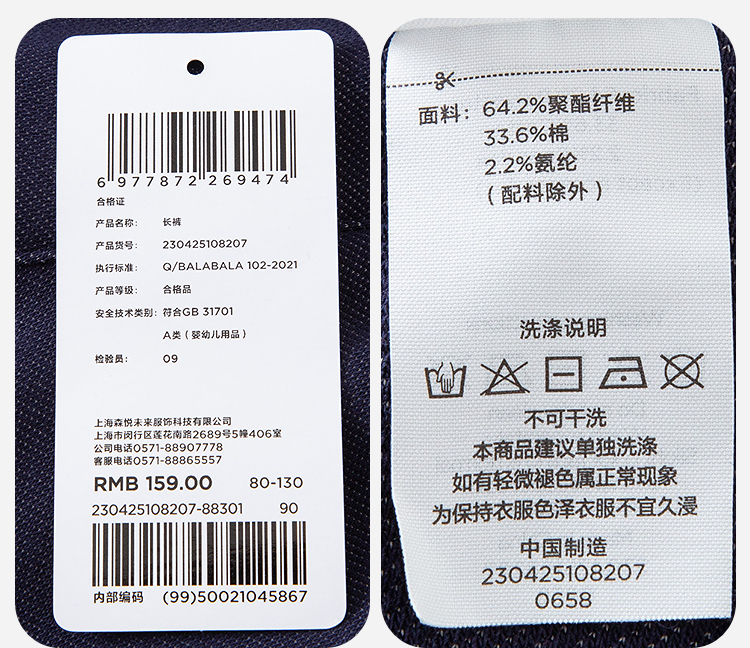 6 977872 269474
合格证
产品名称: 长裤
产品货号: 230425108207
执行标准: Q/BALABALA 102-2021
产品等级: 合格品
安全技术类别: 符合GB 31701
A类 ( 婴幼儿用品 )
检验员: 09
上海森悦未来服饰科技有限公司
上海市闵行区莲花南路2689号5幢406室
公司电话0571-88907778
客服电话0571-88865557
RMB 159.00 80-130
230425108207-88301 90
内部编码 (99)50021045867
面料: 64.2%聚酯纤维
33.6%棉
2.2%氨纶
( 配料除外 )
洗涤说明
不可干洗
本商品建议单独洗涤
如有轻微褪色属正常现象
为保持衣服色泽衣服不宜久浸
中国制造
230425108207
0658